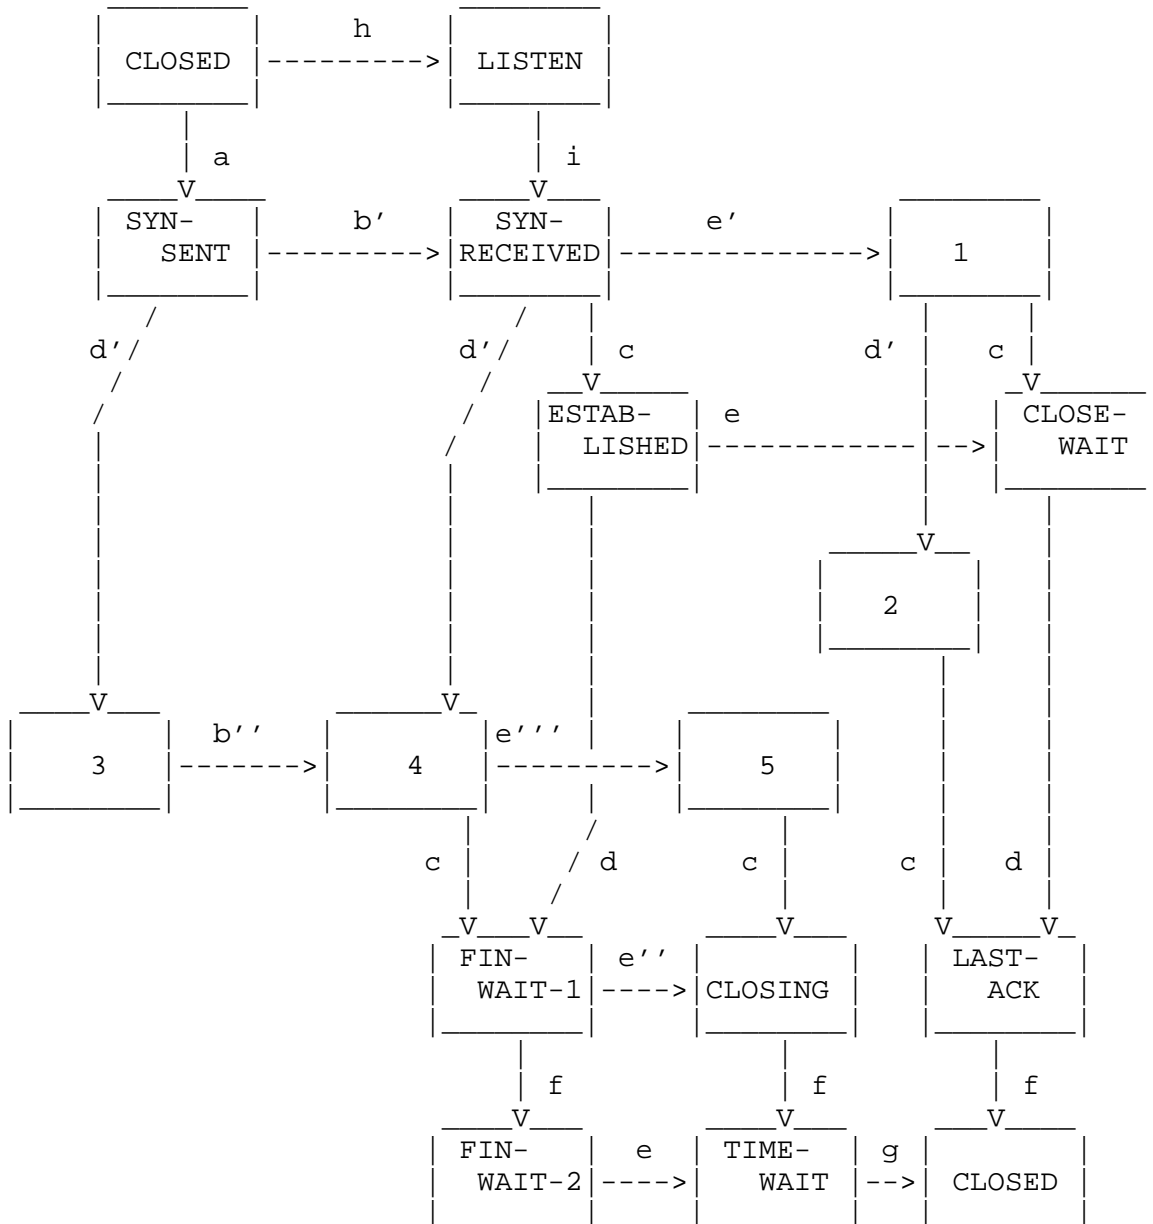 h
CLOSED LISTEN
a i
SYN- SYN-
b' e'
SENT RECEIVED 1
d' d' c d' c
ESTAB- e CLOSE-
LISHED WAIT
2
b'' e'''
3 4 5
c d c c d
FIN- e'' LAST-
WAIT-1 CLOSING ACK
f f f
FIN- e TIME- g
WAIT-2 WAIT CLOSED